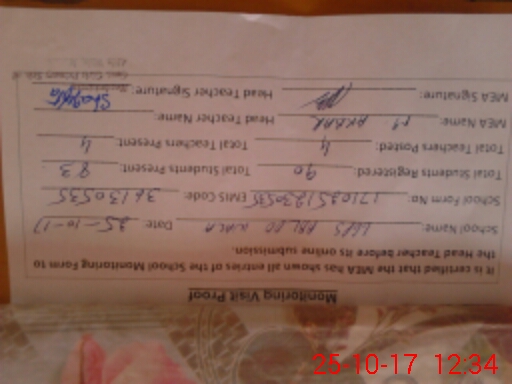 Monitoring Visit Proof
It is certified that the MEA has shown all entries of the School Monitoring Form to
the Head Teacher before its online submission.
School Name: Date: 25-10-17
School Form No: EMIS Code: 36130535
Total Students Registered: 90 Total Students Present: 83
Total Teachers Posted: 4 Total Teachers Present: 4
MEA Name: M AKBAR Head Teacher Name:
MEA Signature: Head Teacher Signature:
25-10-17 12:34